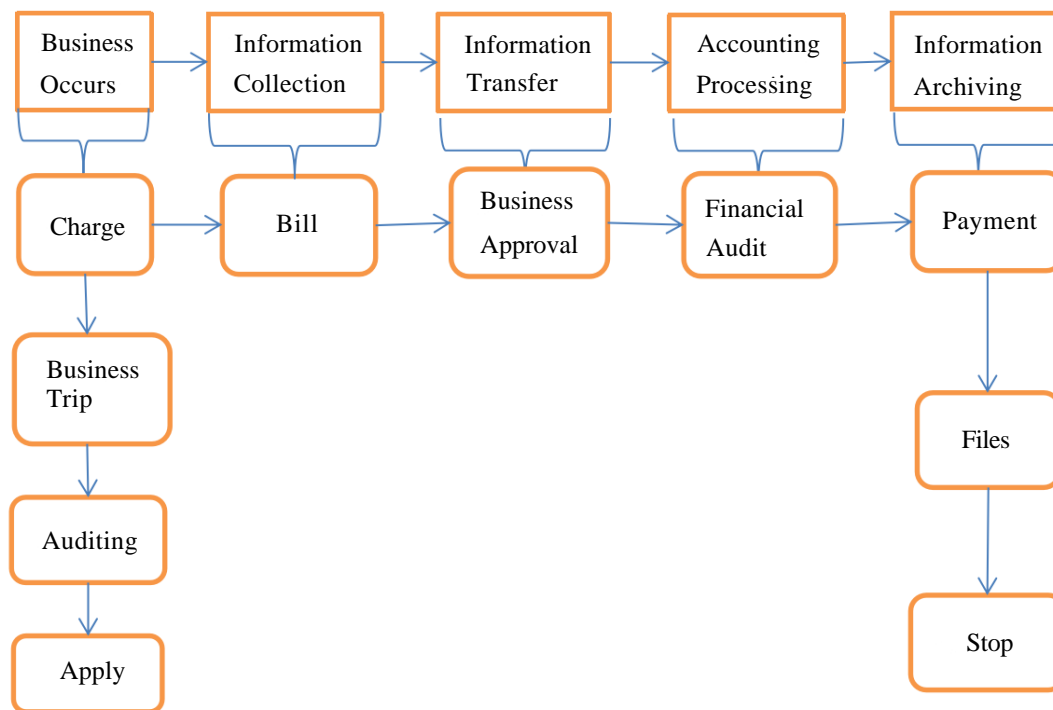 Business
Occurs
Information
Collection
Information
Transfer
Accounting
Processing
Information
Archiving
Charge
Bill
Business
Approval
Financial
Audit
Payment
Business
Trip
Files
Auditing
Apply
Stop